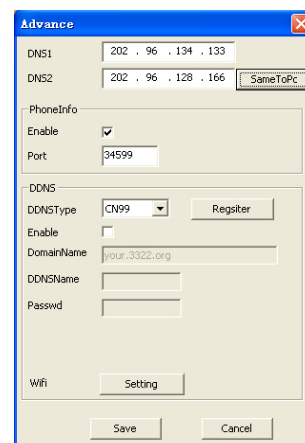 Advance
DNS1 202 . 96 . 134 . 133
DNS2 202 . 96 . 128 . 166 SameToPc
PhoneInfo
Enable
Port 34599
DDNS
DDNSType CN99 Regsiter
Enable
DomainName your.3322.org
DDNSName
Passwd
Wifi Setting
Save Cancel